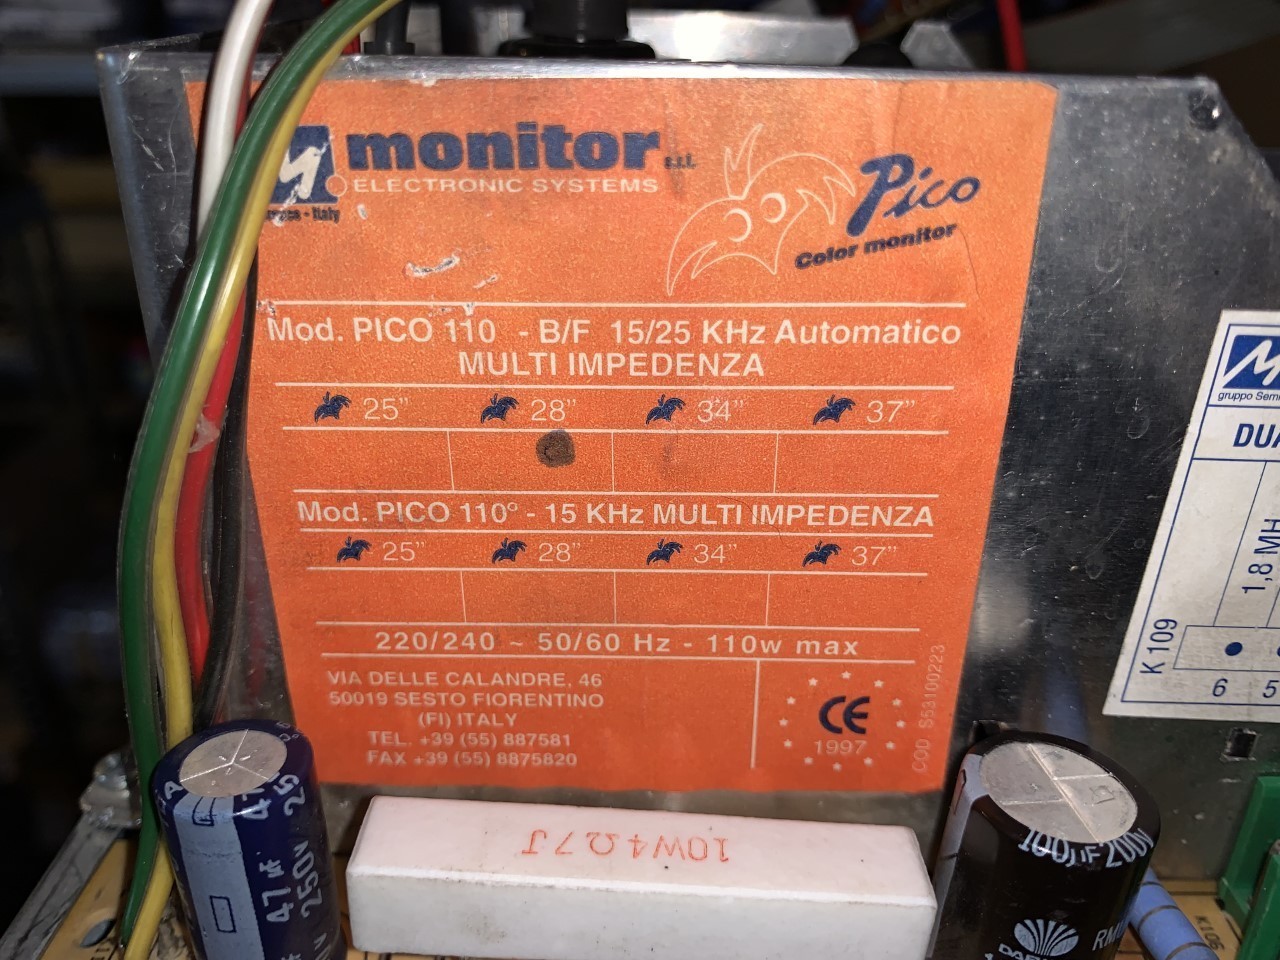 monitor s.r.l.
ELECTRONIC SYSTEMS
- Italy
Pico
Color monitor
Mod. PICO 110 - B/F 15/25 KHz Automatico
MULTI IMPEDENZA
25” 28” 34” 37”
Mod. PICO 110° - 15 KHz MULTI IMPEDENZA
25” 28” 34” 37”
220/240 ~ 50/60 Hz - 110w max
VIA DELLE CALANDRE, 46
50019 SESTO FIORENTINO
(FI) ITALY
TEL. +39 (55) 887581
FAX +39 (55) 8875820
CE
1997
COD. S53100223
M
gruppo
K 109
1,8 MH
6 5
47µF
250V
25
10W4Ω7J
100µF200V
K106